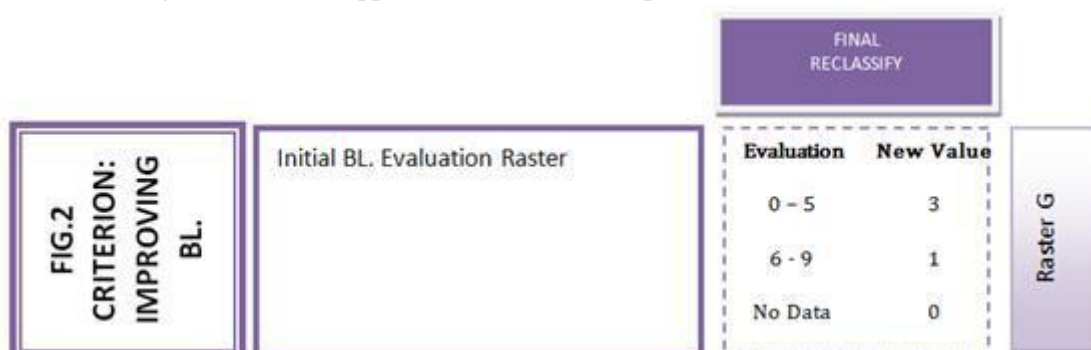 FINAL
RECLASSIFY
FIG.2
CRITERION:
IMPROVING
BL.
Initial BL. Evaluation Raster
Evaluation New Value
0 – 5 3
6 - 9 1
No Data 0
Raster G